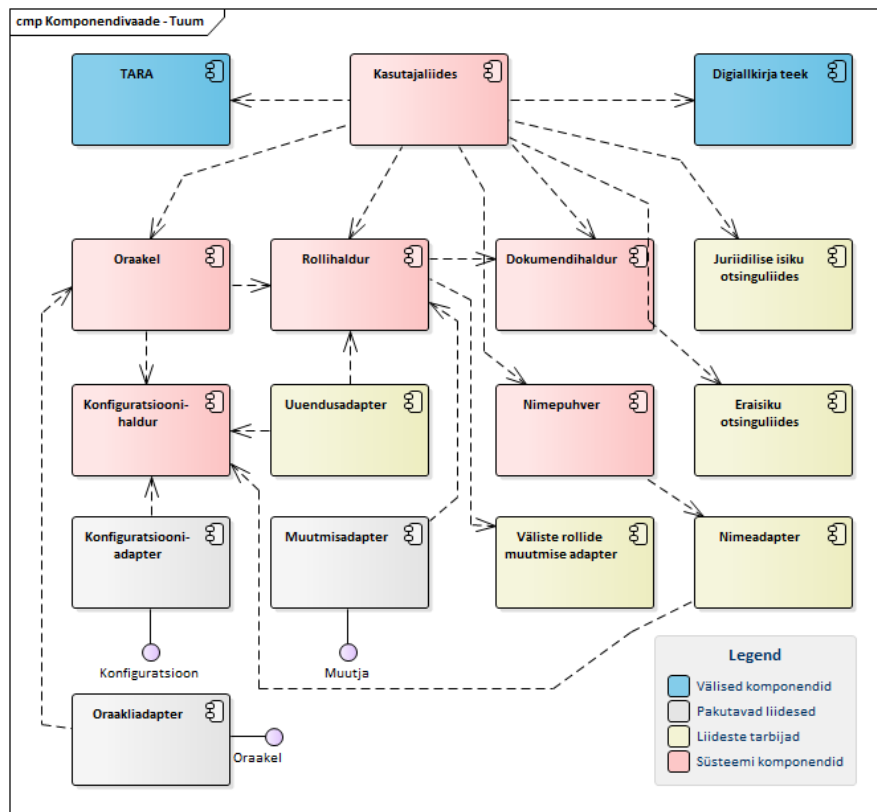 cmp Komponendivaade - Tuum
TARA
Kasutajaliides
Digiallkirja teek
Oraakel
Rollihaldur
Dokumendihaldur
Juriidilise isiku
otsinguliides
Konfiguratsiooni-
haldur
Uuendusadapter
Nimepuhver
Eraisiku
otsinguliides
Konfiguratsiooni-
adapter
Muutmisadapter
Väliste rollide
muutmise adapter
Nimeadapter
Konfiguratsioon
Muutja
Oraakliadapter
Oraakel
Legend
Välised komponendid
Pakutavad liidesed
Liideste tarbijad
Süsteemi komponendid